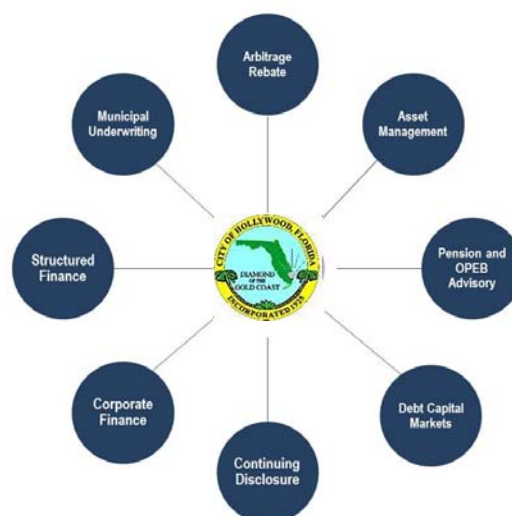 Arbitrage
Rebate
Municipal
Underwriting
Asset
Management
Structured
Finance
CITY OF HOLLYWOOD, FLORIDA
DIAMOND
OF THE
GOLD COAST
INCORPORATED 1925
Pension and
OPEB
Advisory
Corporate
Finance
Debt Capital
Markets
Continuing
Disclosure